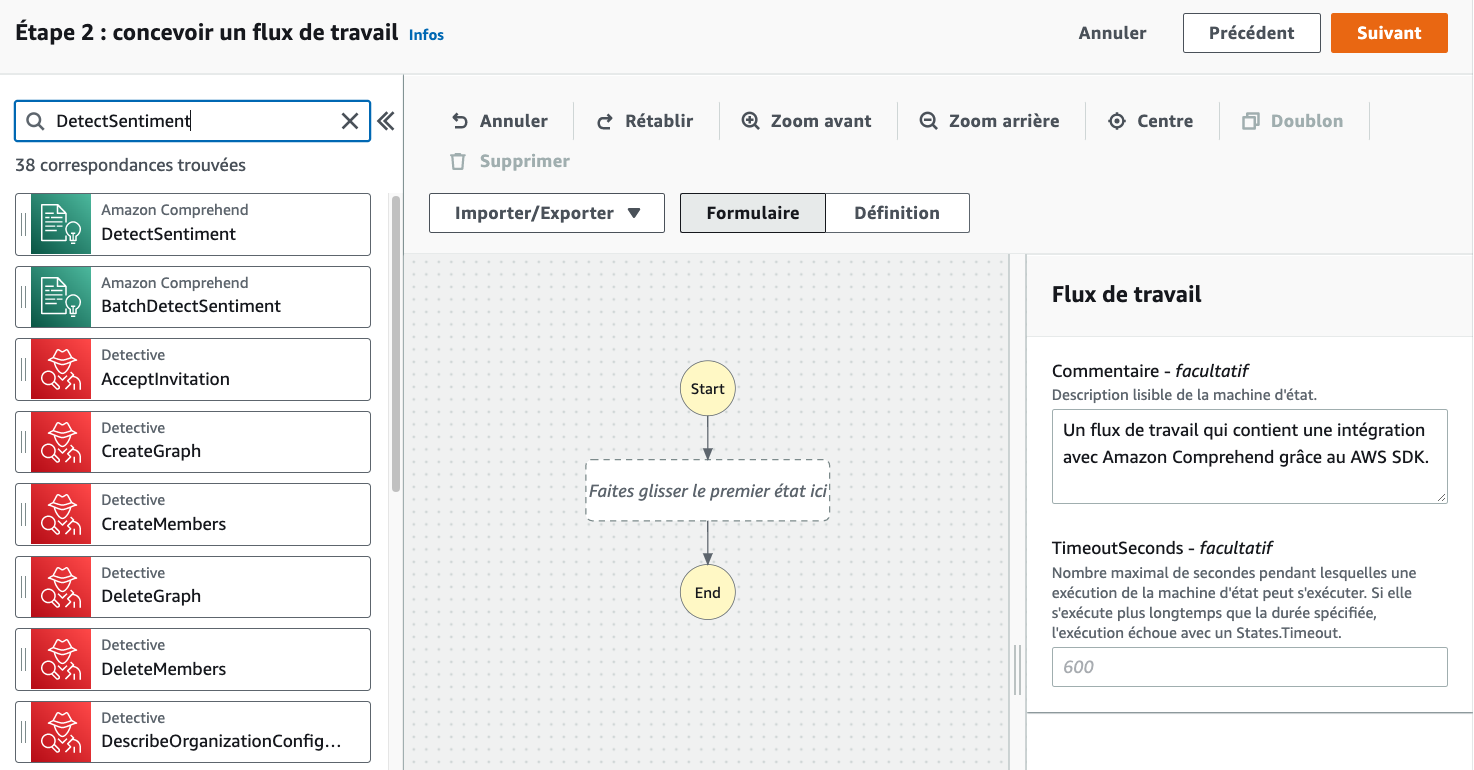 Étape 2 : concevoir un flux de travail Infos
Annuler
Précédent
Suivant
DetectSentiment
38 correspondances trouvées
Amazon Comprehend
DetectSentiment
Amazon Comprehend
BatchDetectSentiment
Detective
AcceptInvitation
Detective
CreateGraph
Detective
CreateMembers
Detective
DeleteGraph
Detective
DeleteMembers
Detective
DescribeOrganizationConfig...
Annuler
Rétablir
Zoom avant
Zoom arrière
Centre
Doublon
Supprimer
Importer/Exporter
Formulaire
Définition
Start
Faites glisser le premier état ici
End
Flux de travail
Commentaire - facultatif
Description lisible de la machine d'état.
Un flux de travail qui contient une intégration
avec Amazon Comprehend grâce au AWS SDK.
TimeoutSeconds - facultatif
Nombre maximal de secondes pendant lesquelles une
exécution de la machine d'état peut s'exécuter. Si elle
s'exécute plus longtemps que la durée spécifiée,
l'exécution échoue avec un States.Timeout.
600